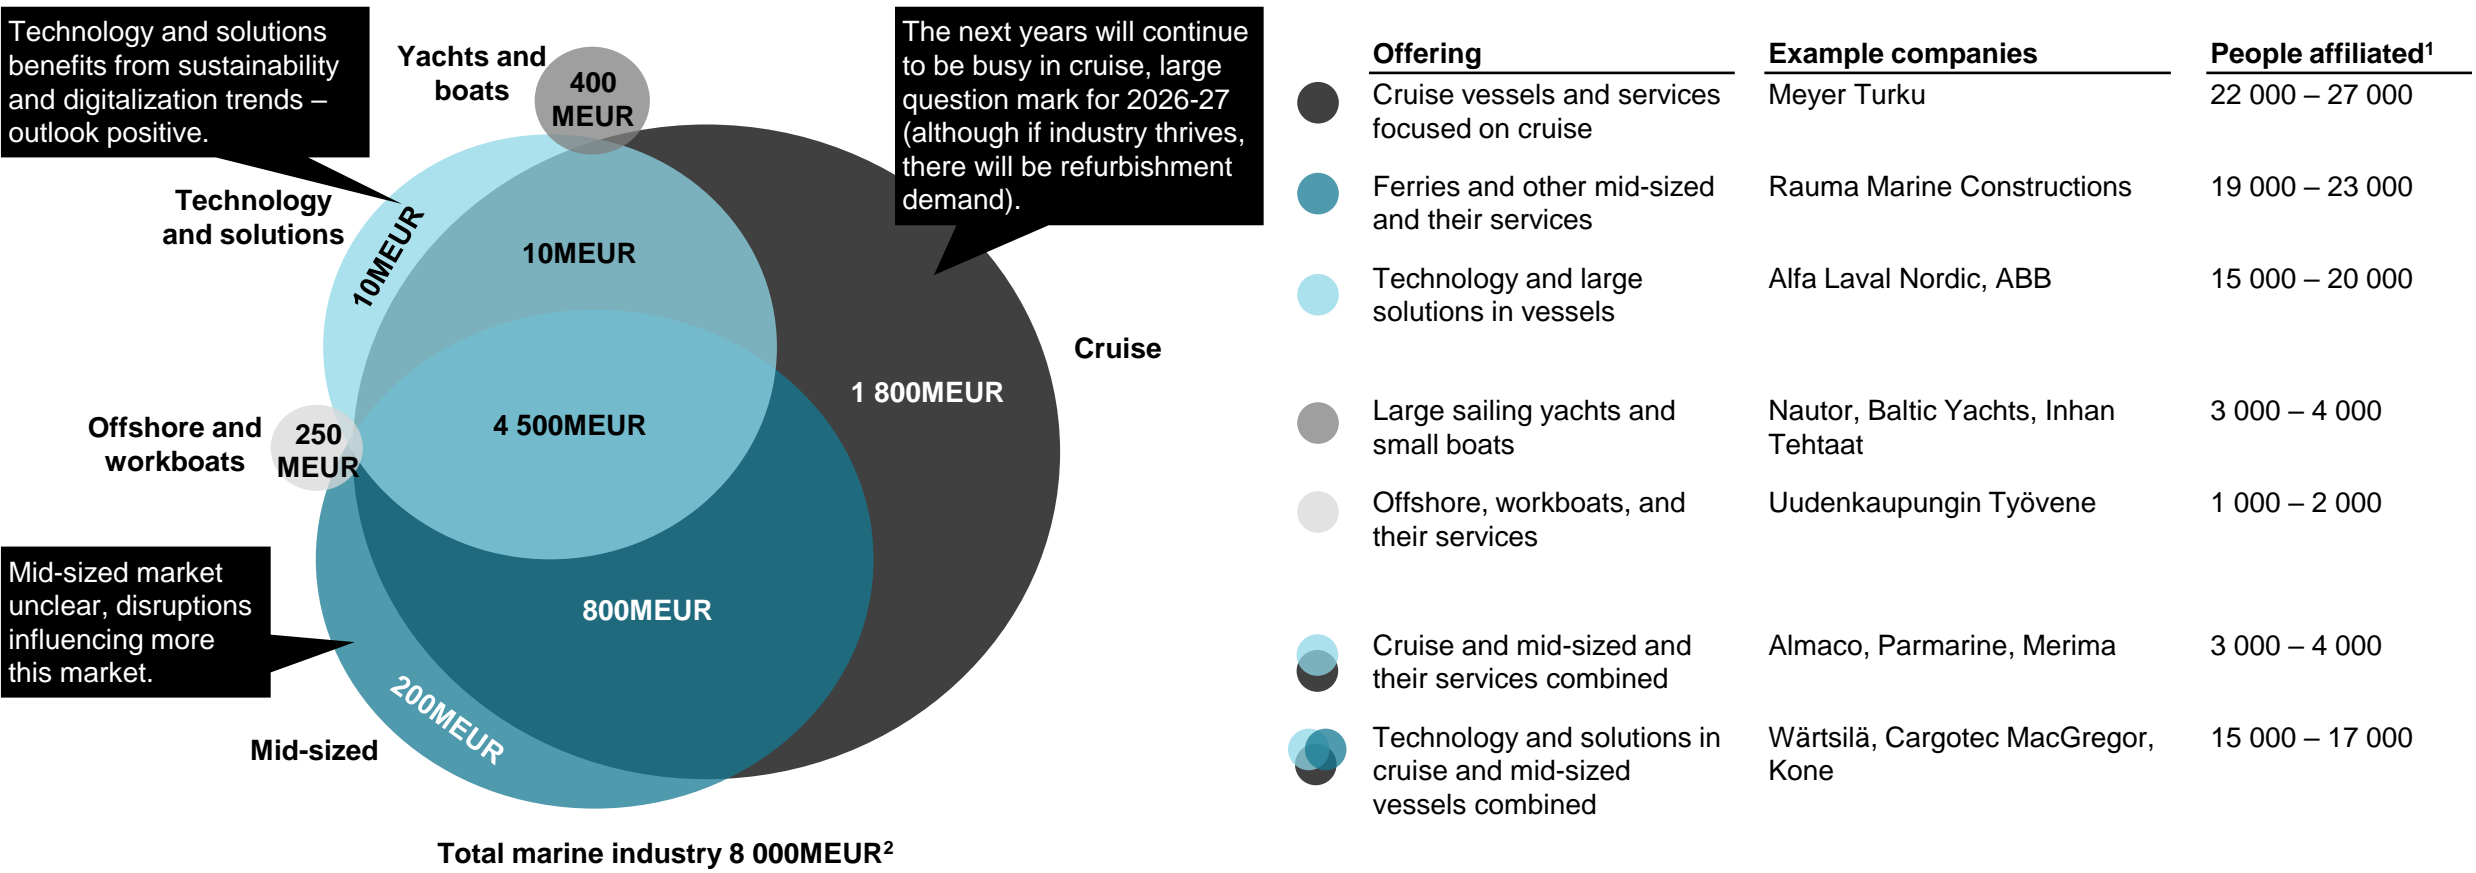 Technology and solutions
benefits from sustainability
and digitalization trends –
outlook positive.
Yachts and
boats
400
MEUR
The next years will continue
to be busy in cruise, large
question mark for 2026-27
(although if industry thrives,
there will be refurbishment
demand).
Technology
and solutions
10MEUR
10MEUR
Cruise
1 800MEUR
Offshore and
workboats
250
MEUR
4 500MEUR
Mid-sized market
unclear, disruptions
influencing more
this market.
800MEUR
200MEUR
Mid-sized
Total marine industry 8 000MEUR²
Offering Example companies People affiliated¹
Cruise vessels and services Meyer Turku 22 000 – 27 000
focused on cruise
Ferries and other mid-sized Rauma Marine Constructions 19 000 – 23 000
and their services
Technology and large Alfa Laval Nordic, ABB 15 000 – 20 000
solutions in vessels
Large sailing yachts and Nautor, Baltic Yachts, Inhan 3 000 – 4 000
small boats Tehtaat
Offshore, workboats, and Uudenkaupungin Työvene 1 000 – 2 000
their services
Cruise and mid-sized and Almaco, Parmarine, Merima 3 000 – 4 000
their services combined
Technology and solutions in Wärtsilä, Cargotec MacGregor, 15 000 – 17 000
cruise and mid-sized Kone
vessels combined